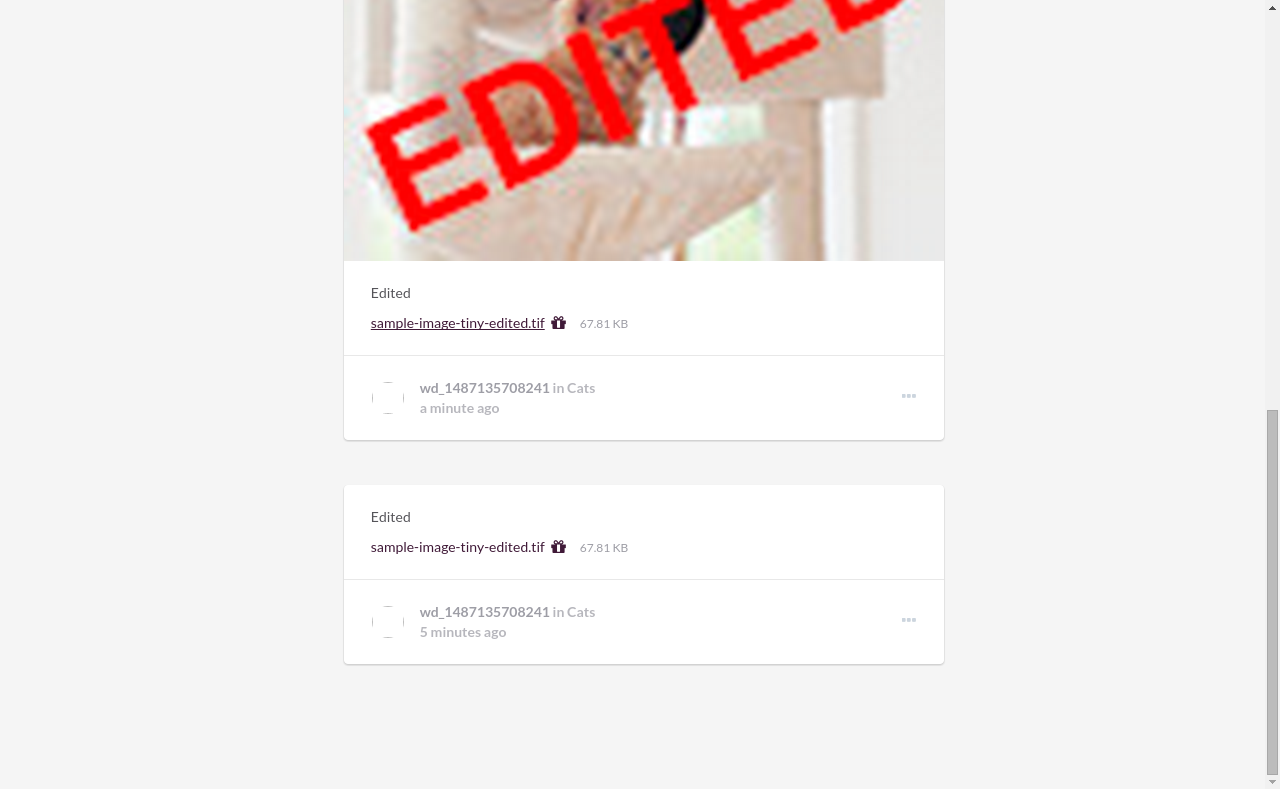 EDITED
Edited
sample-image-tiny-edited.tif 67.81 KB
wd_1487135708241 in Cats
a minute ago
Edited
sample-image-tiny-edited.tif 67.81 KB
wd_1487135708241 in Cats
5 minutes ago